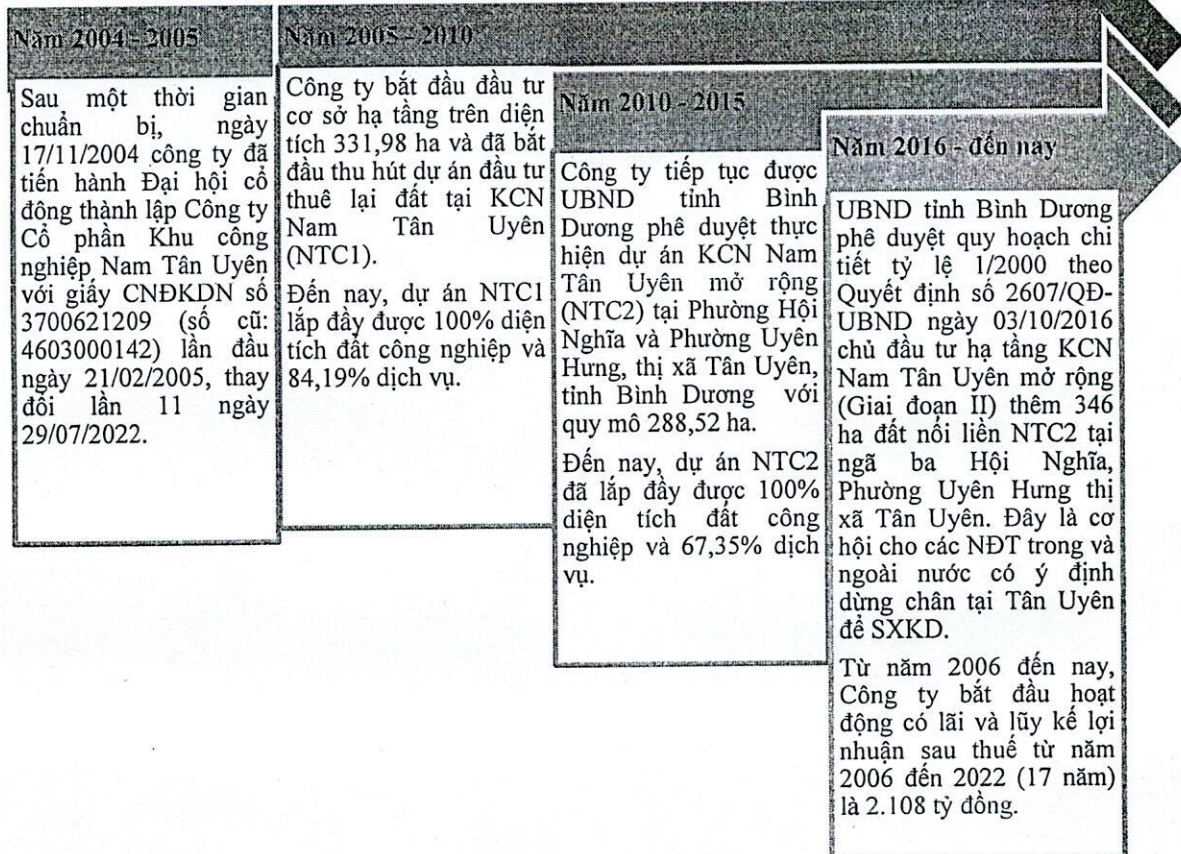 Năm 2004 - 2005
Sau một thời gian
chuẩn bị, ngày
17/11/2004 công ty đã
tiến hành Đại hội cổ
đông thành lập Công ty
Cổ phần Khu công
nghiệp Nam Tân Uyên
với giấy CNĐKDN số
3700621209 (số cũ:
4603000142) lần đầu
ngày 21/02/2005, thay
đổi lần 11 ngày
29/07/2022.
Năm 2005 - 2010
Công ty bắt đầu đầu tư
cơ sở hạ tầng trên diện
tích 331,98 ha và đã bắt
đầu thu hút dự án đầu tư
thuê lại đất tại KCN
Nam Tân Uyên
(NTC1).
Đến nay, dự án NTC1
lắp đầy được 100% diện
tích đất công nghiệp và
84,19% dịch vụ.
Năm 2010 - 2015
Công ty tiếp tục được
UBND tỉnh Bình
Dương phê duyệt thực
hiện dự án KCN Nam
Tân Uyên mở rộng
(NTC2) tại Phường Hội
Nghĩa và Phường Uyên
Hưng, thị xã Tân Uyên,
tỉnh Bình Dương với
quy mô 288,52 ha.
Đến nay, dự án NTC2
đã lắp đầy được 100%
diện tích đất công
nghiệp và 67,35% dịch
vụ.
Năm 2016 - đến nay
UBND tỉnh Bình Dương
phê duyệt quy hoạch chi
tiết tỷ lệ 1/2000 theo
Quyết định số 2607/QĐ-
UBND ngày 03/10/2016
chủ đầu tư hạ tầng KCN
Nam Tân Uyên mở rộng
(Giai đoạn II) thêm 346
ha đất nối liền NTC2 tại
ngã ba Hội Nghĩa,
Phường Uyên Hưng thị
xã Tân Uyên. Đây là cơ
hội cho các NĐT trong và
ngoài nước có ý định
dừng chân tại Tân Uyên
để SXKD.
Từ năm 2006 đến nay,
Công ty bắt đầu hoạt
động có lãi và lũy kế lợi
nhuận sau thuế từ năm
2006 đến 2022 (17 năm)
là 2.108 tỷ đồng.